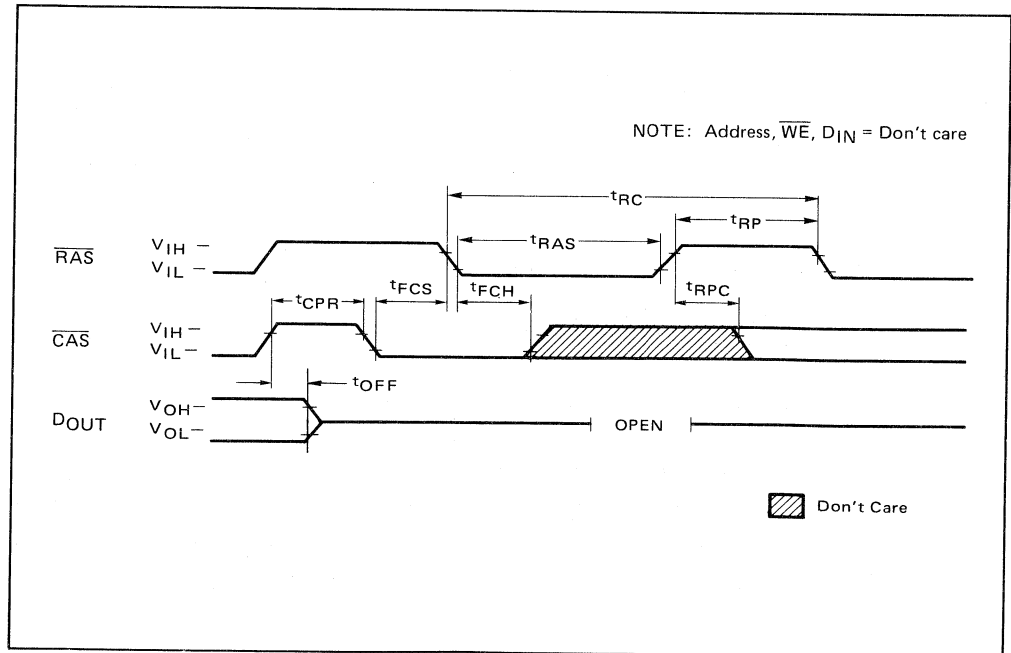 NOTE: Address, WE, DIN = Don't care
tRC
tRP
tRAS
RAS
VIH
VIL
tCPR
tFCS
tFCH
tRPC
CAS
VIH
VIL
tOFF
DOUT
VOH
VOL
OPEN
Don't Care